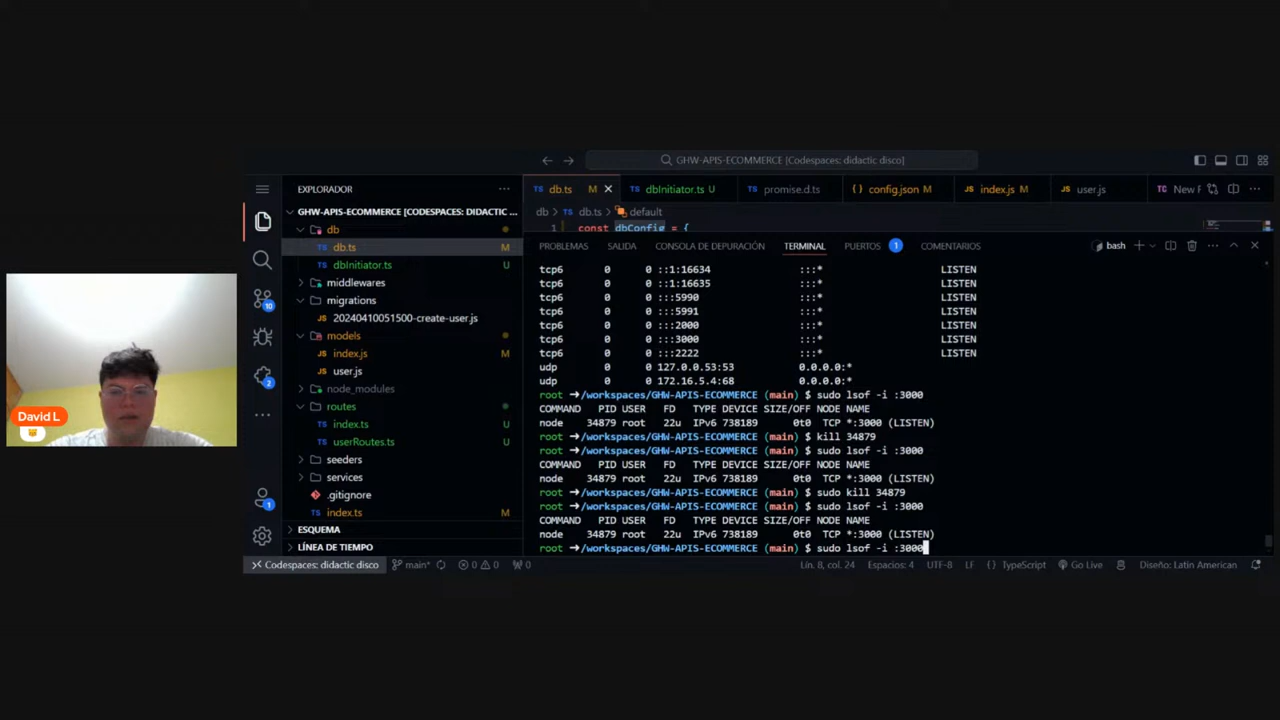 GHW-APIS-ECOMMERCE [Codespaces: didactic disco]
EXPLORADOR
db.ts M
dbInitiator.ts U
promise.d.ts
config.json M
index.js M
user.js
GHW-APIS-ECOMMERCE [CODESPACES: DIDACTIC ...
db > db.ts > default
db
1 const dbConfig = {
db.ts M
PROBLEMAS SALIDA CONSOLA DE DEPURACIÓN TERMINAL PUERTOS 1 COMENTARIOS
bash
dbInitiator.ts U
middlewares
migrations
20240410051500-create-user.js
models
index.js M
user.js
node_modules
routes
index.ts U
userRoutes.ts U
seeders
services
.gitignore
index.ts M
ESQUEMA
LÍNEA DE TIEMPO
10
2
1
tcp6 0 0 ::1:16634 :::* LISTEN
tcp6 0 0 ::1:16635 :::* LISTEN
tcp6 0 0 :::5990 :::* LISTEN
tcp6 0 0 :::5991 :::* LISTEN
tcp6 0 0 :::2000 :::* LISTEN
tcp6 0 0 :::3000 :::* LISTEN
tcp6 0 0 :::2222 :::* LISTEN
udp 0 0 127.0.0.53:53 0.0.0.0:*
udp 0 0 172.16.5.4:68 0.0.0.0:*
root ➜/workspaces/GHW-APIS-ECOMMERCE (main) $ sudo lsof -i :3000
COMMAND PID USER FD TYPE DEVICE SIZE/OFF NODE NAME
node 34879 root 22u IPv6 738189 0t0 TCP *:3000 (LISTEN)
root ➜/workspaces/GHW-APIS-ECOMMERCE (main) $ kill 34879
root ➜/workspaces/GHW-APIS-ECOMMERCE (main) $ sudo lsof -i :3000
COMMAND PID USER FD TYPE DEVICE SIZE/OFF NODE NAME
node 34879 root 22u IPv6 738189 0t0 TCP *:3000 (LISTEN)
root ➜/workspaces/GHW-APIS-ECOMMERCE (main) $ sudo kill 34879
root ➜/workspaces/GHW-APIS-ECOMMERCE (main) $ sudo lsof -i :3000
COMMAND PID USER FD TYPE DEVICE SIZE/OFF NODE NAME
node 34879 root 22u IPv6 738189 0t0 TCP *:3000 (LISTEN)
root ➜/workspaces/GHW-APIS-ECOMMERCE (main) $ sudo lsof -i :3000
Codespaces: didactic disco main* 0 0 0 Lín. 8, col. 24 Espacios: 4 UTF-8 LF {} TypeScript Go Live Diseño: Latin American
David L